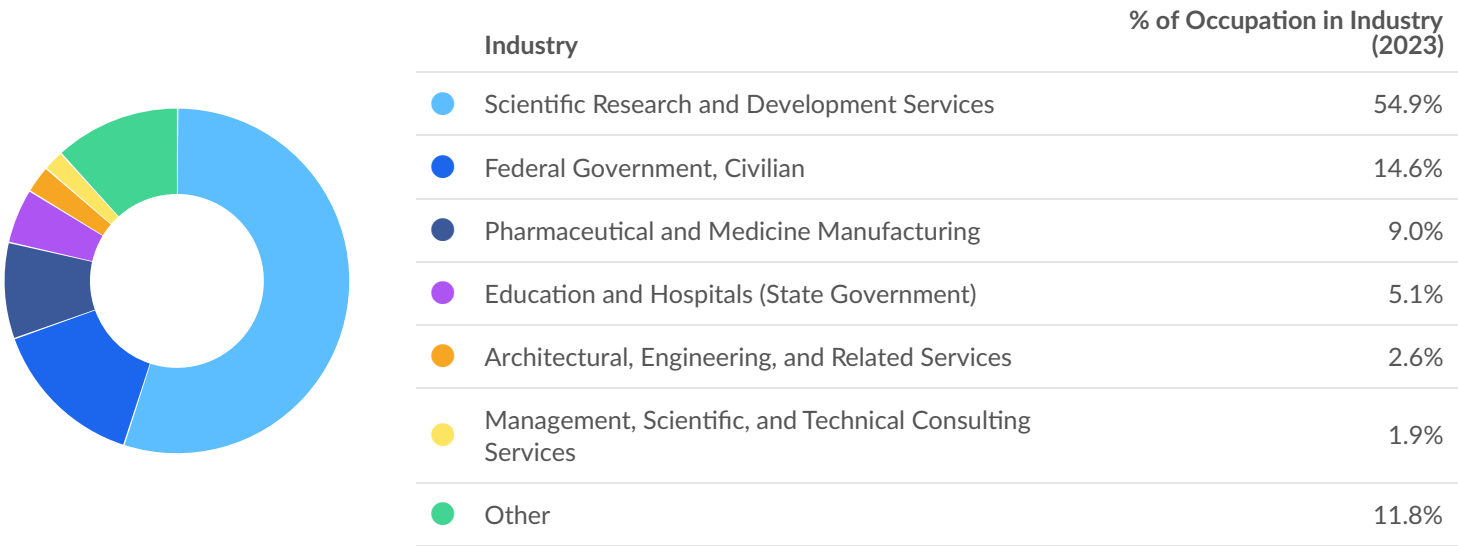 % of Occupation in Industry
Industry
(2023)
Scientific Research and Development Services 54.9%
Federal Government, Civilian 14.6%
Pharmaceutical and Medicine Manufacturing 9.0%
Education and Hospitals (State Government) 5.1%
Architectural, Engineering, and Related Services 2.6%
Management, Scientific, and Technical Consulting
Services
1.9%
Other 11.8%